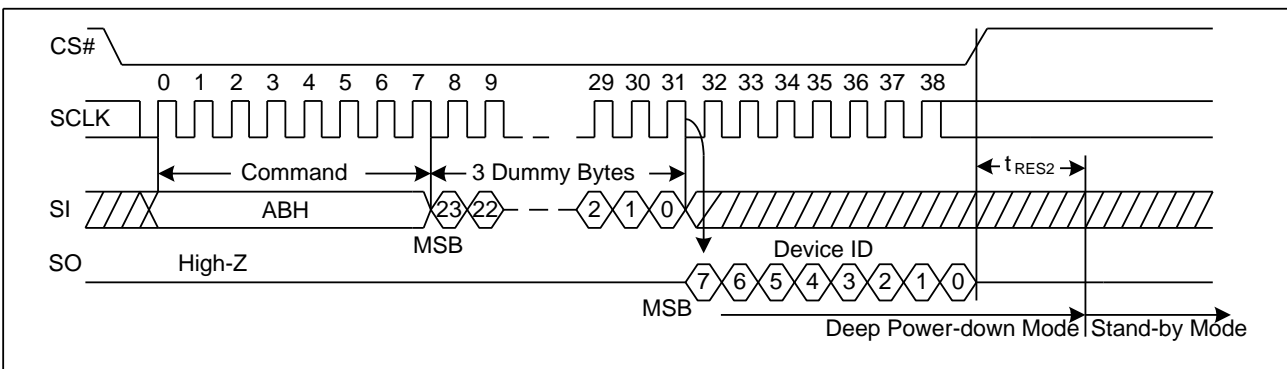 CS#
0 1 2 3 4 5 6 7 8 9 29 30 31 32 33 34 35 36 37 38
SCLK
Command 3 Dummy Bytes tRES2
SI ABH 23 22 2 1 0
MSB
SO High-Z Device ID
7 6 5 4 3 2 1 0
MSB
Deep Power-down Mode Stand-by Mode